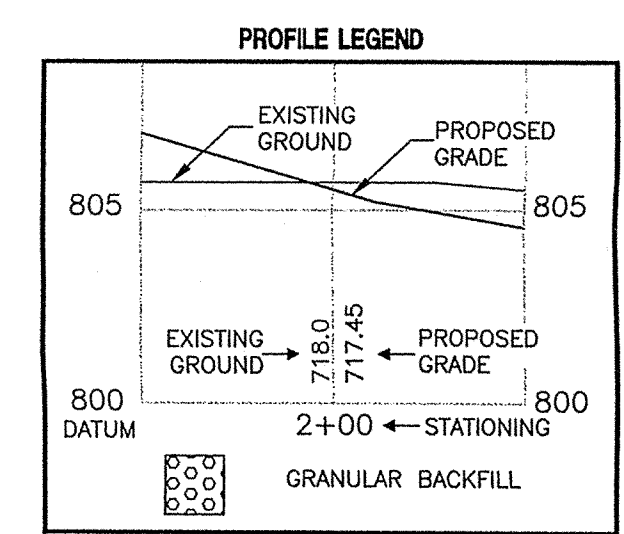 PROFILE LEGEND
EXISTING
GROUND
PROPOSED
GRADE
805
805
EXISTING
GROUND
718.0
717.45
PROPOSED
GRADE
800
800
DATUM
2+00
STATIONING
GRANULAR BACKFILL